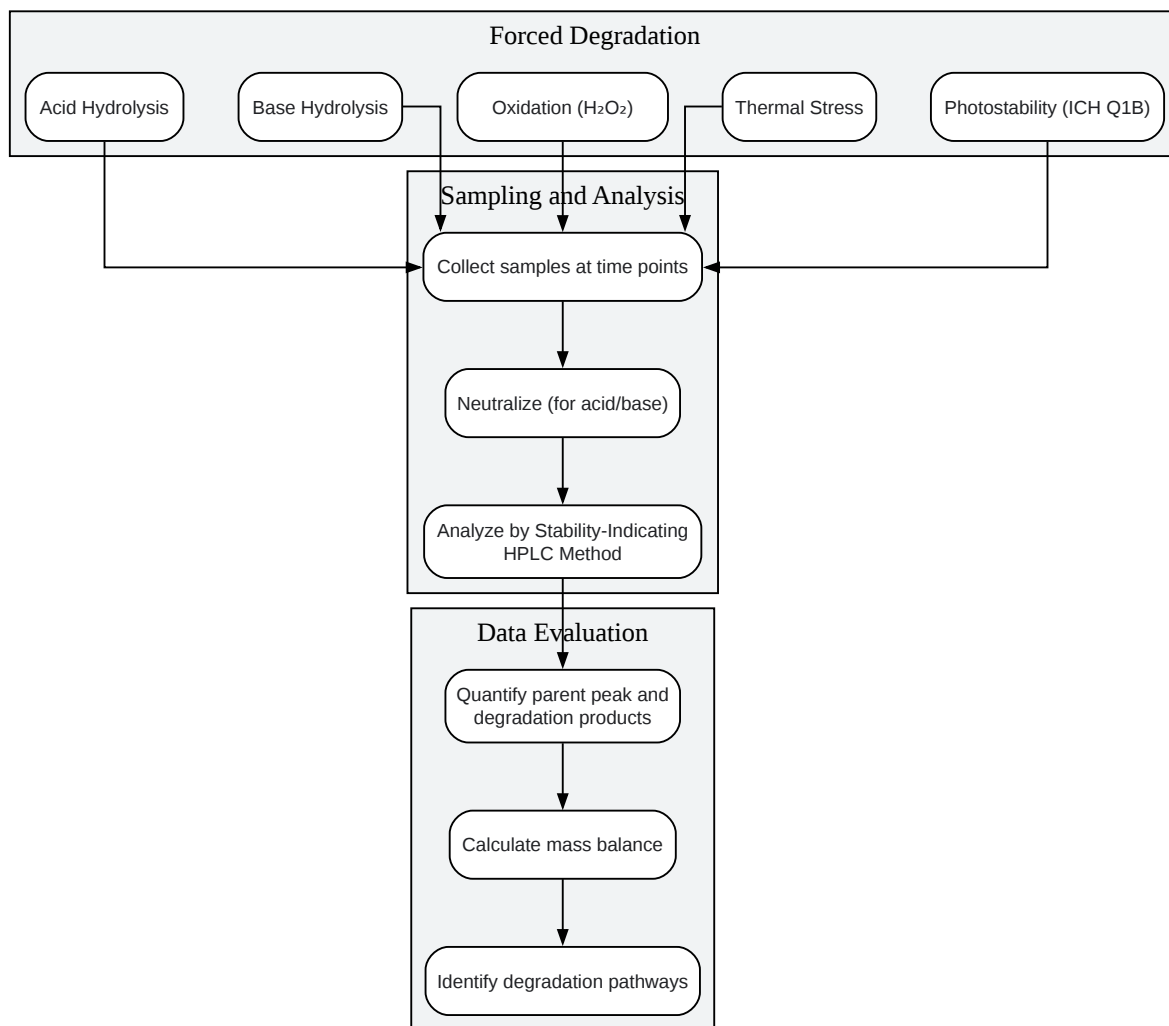 Forced Degradation
Acid Hydrolysis
Base Hydrolysis
Oxidation (H₂O₂)
Thermal Stress
Photostability (ICH Q1B)
Sampling and Analysis
Collect samples at time points
Neutralize (for acid/base)
Analyze by Stability-Indicating
HPLC Method
Data Evaluation
Quantify parent peak and
degradation products
Calculate mass balance
Identify degradation pathways